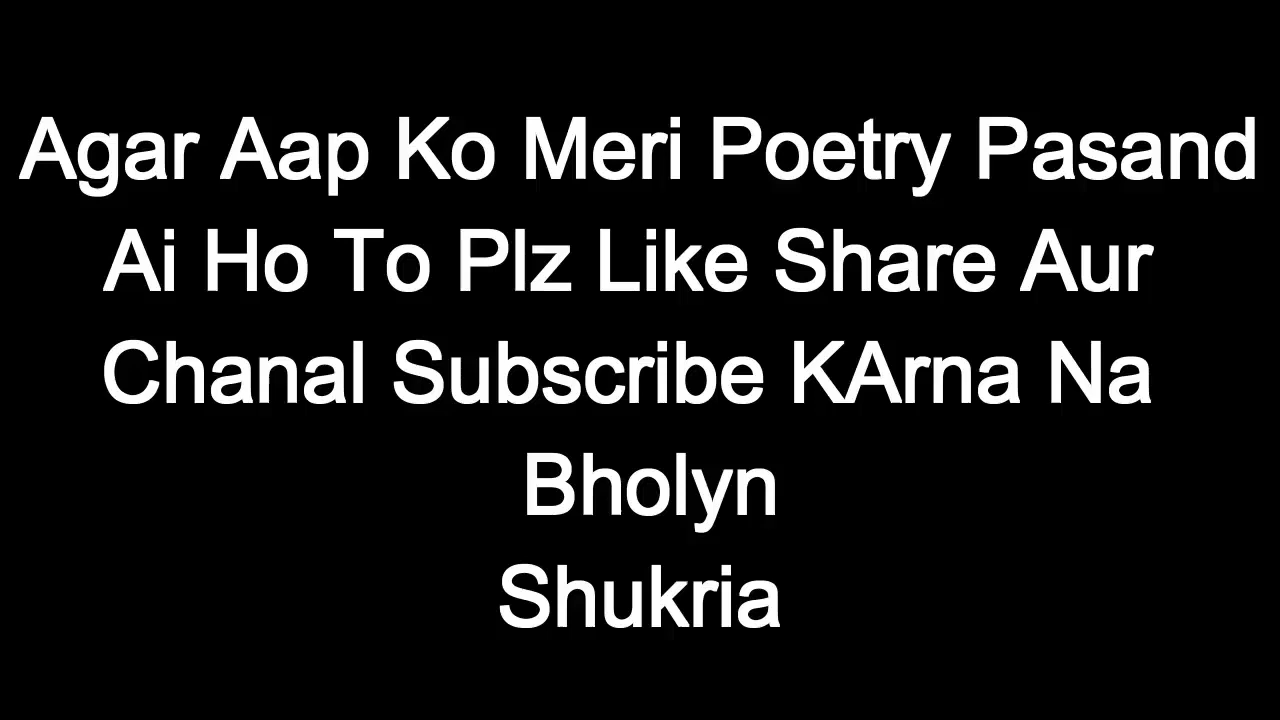 Agar Aap Ko Meri Poetry Pasand
Ai Ho To Plz Like Share Aur
Chanal Subscribe KArna Na
Bholyn
Shukria